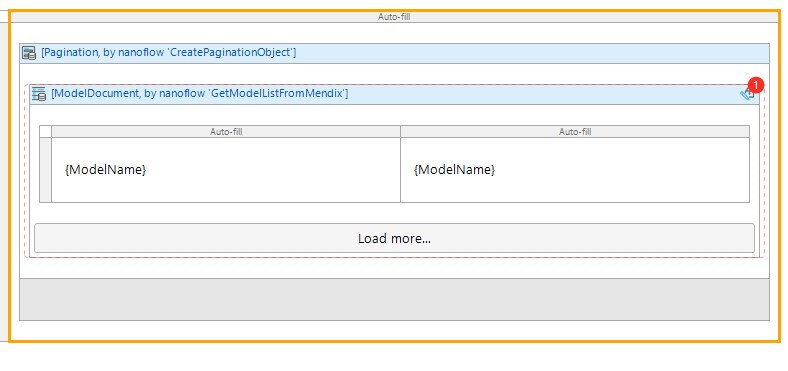 Auto-fill
[Pagination, by nanoflow 'CreatePaginationObject']
[ModelDocument, by nanoflow 'GetModelListFromMendix']
1
Auto-fill Auto-fill
{ModelName} {ModelName}
Load more...